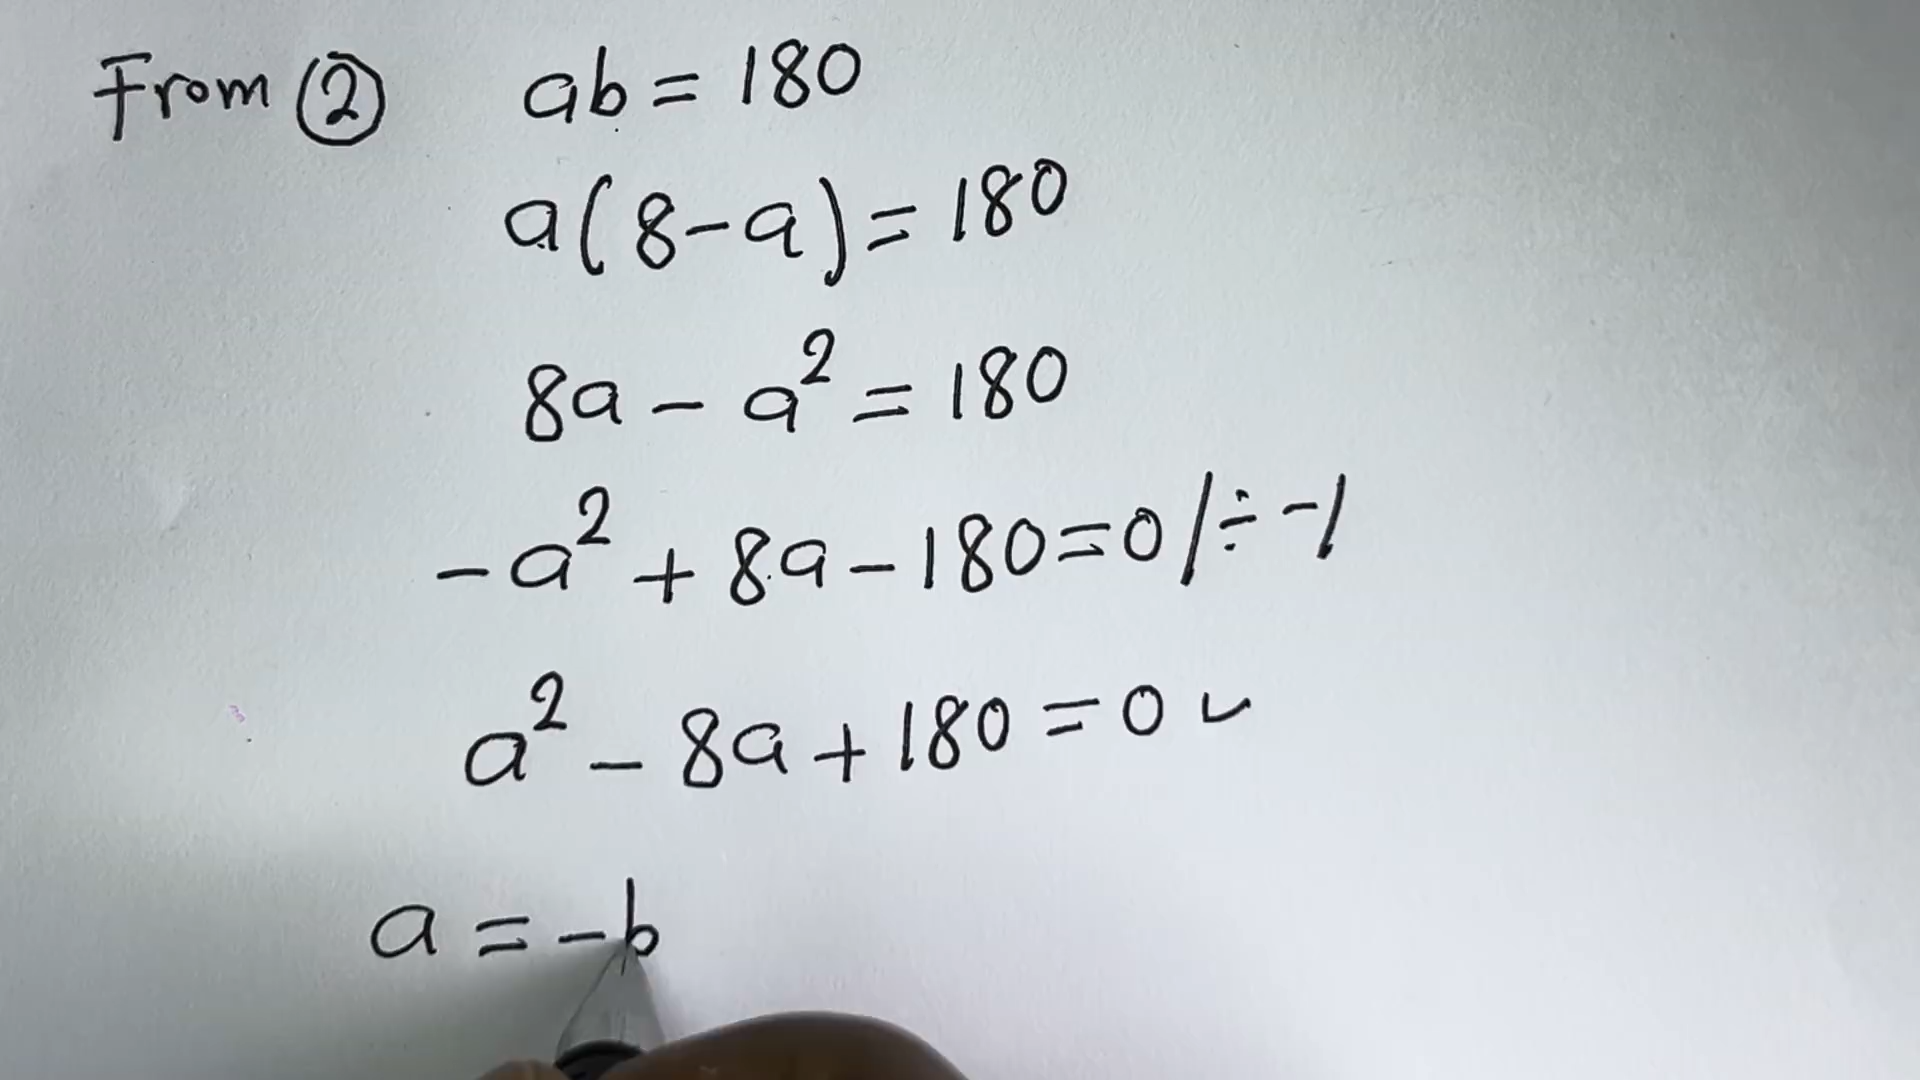 From ② ab = 180
a(8-a) = 180
8a - a² = 180
-a² + 8a - 180 = 0 / ÷ -1
a² - 8a + 180 = 0 ✓
a = -b